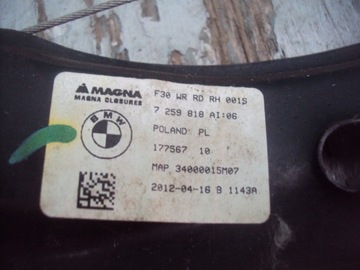 MAGNA
MAGNA CLOSURES
BMW
F30 WR RD RH 001S
7 259 818 AI:06
POLAND PL
177567 10
MAP 34000015M07
2012-04-16 B 1143A